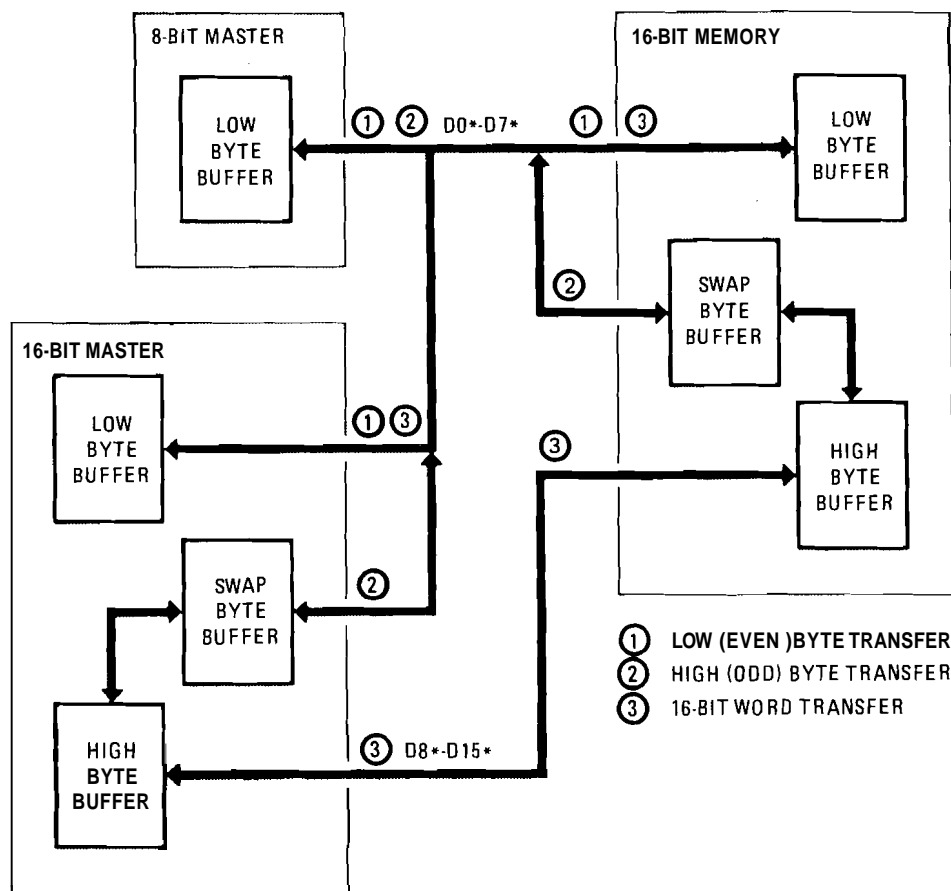 8-BIT MASTER
LOW
BYTE
BUFFER
1 2 D0*-D7* 1 3
16-BIT MEMORY
LOW
BYTE
BUFFER
2
SWAP
BYTE
BUFFER
HIGH
BYTE
BUFFER
3
16-BIT MASTER
LOW
BYTE
BUFFER
1 3
SWAP
BYTE
BUFFER
2
HIGH
BYTE
BUFFER
3 D8*-D15*
1 LOW (EVEN )BYTE TRANSFER
2 HIGH (ODD) BYTE TRANSFER
3 16-BIT WORD TRANSFER